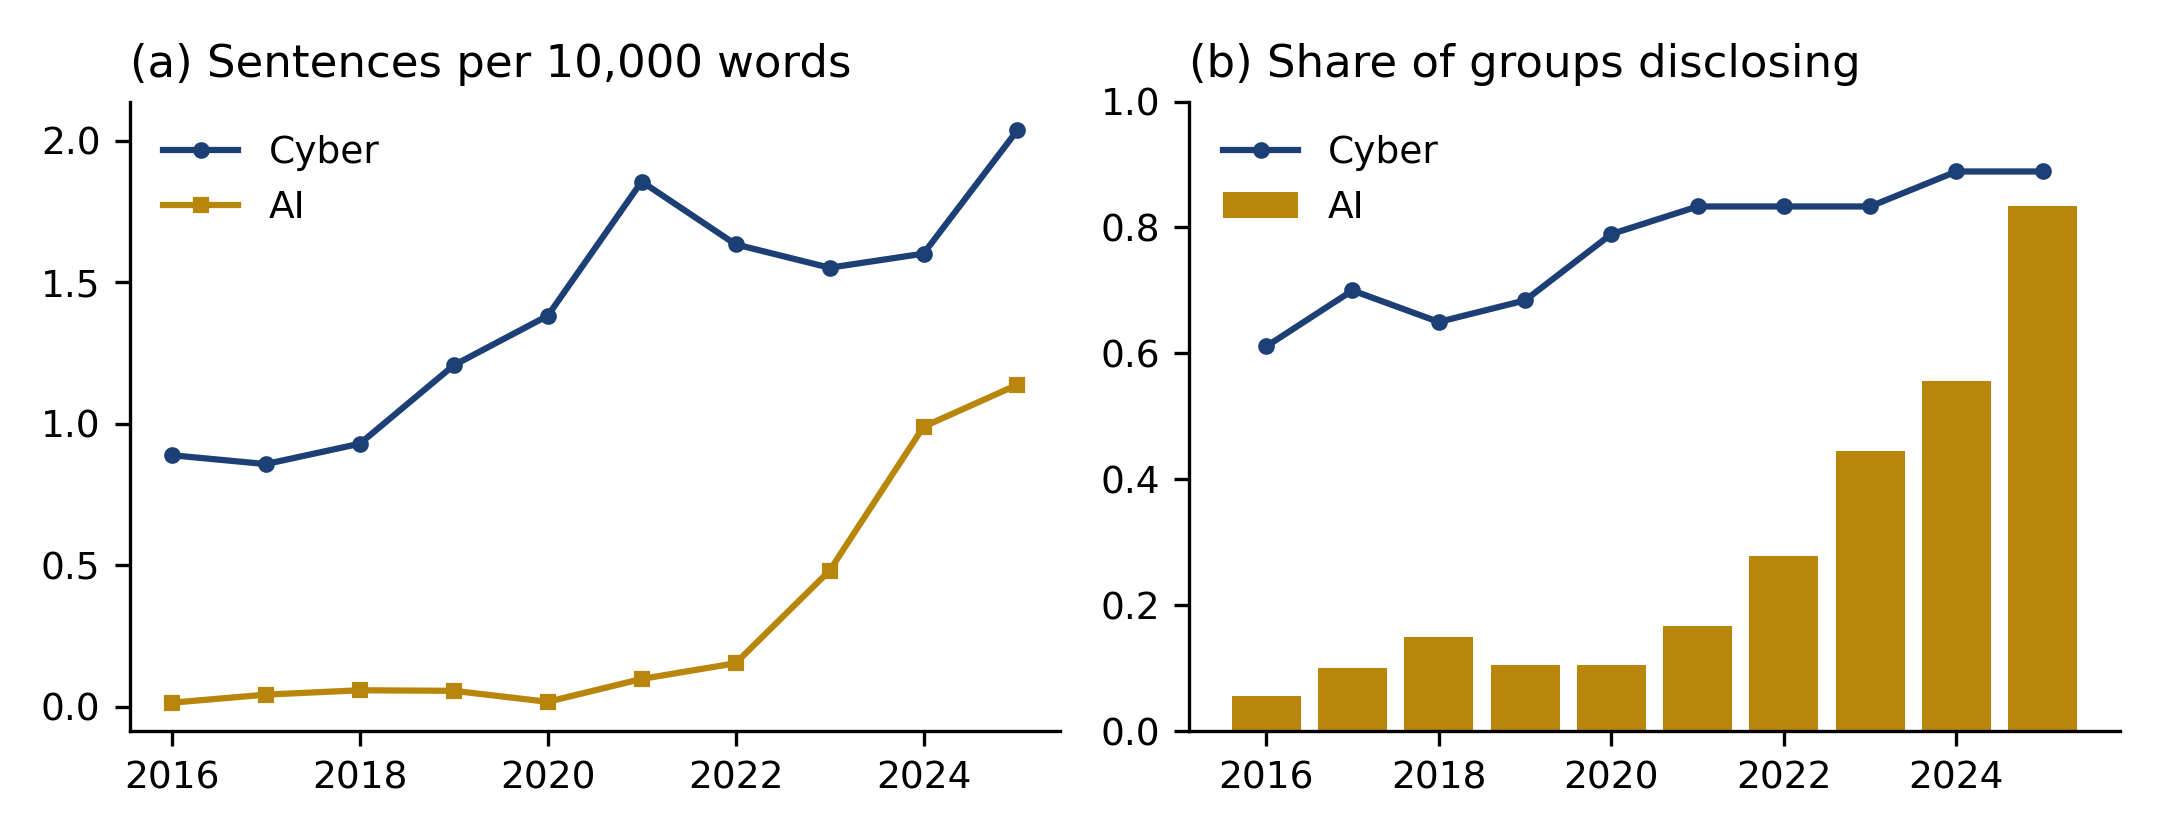 (a) Sentences per 10,000 words
2.0
1.5
1.0
0.5
0.0
Cyber
AI
2016 2018 2020 2022 2024
(b) Share of groups disclosing
1.0
0.8
0.6
0.4
0.2
0.0
Cyber
AI
2016 2018 2020 2022 2024